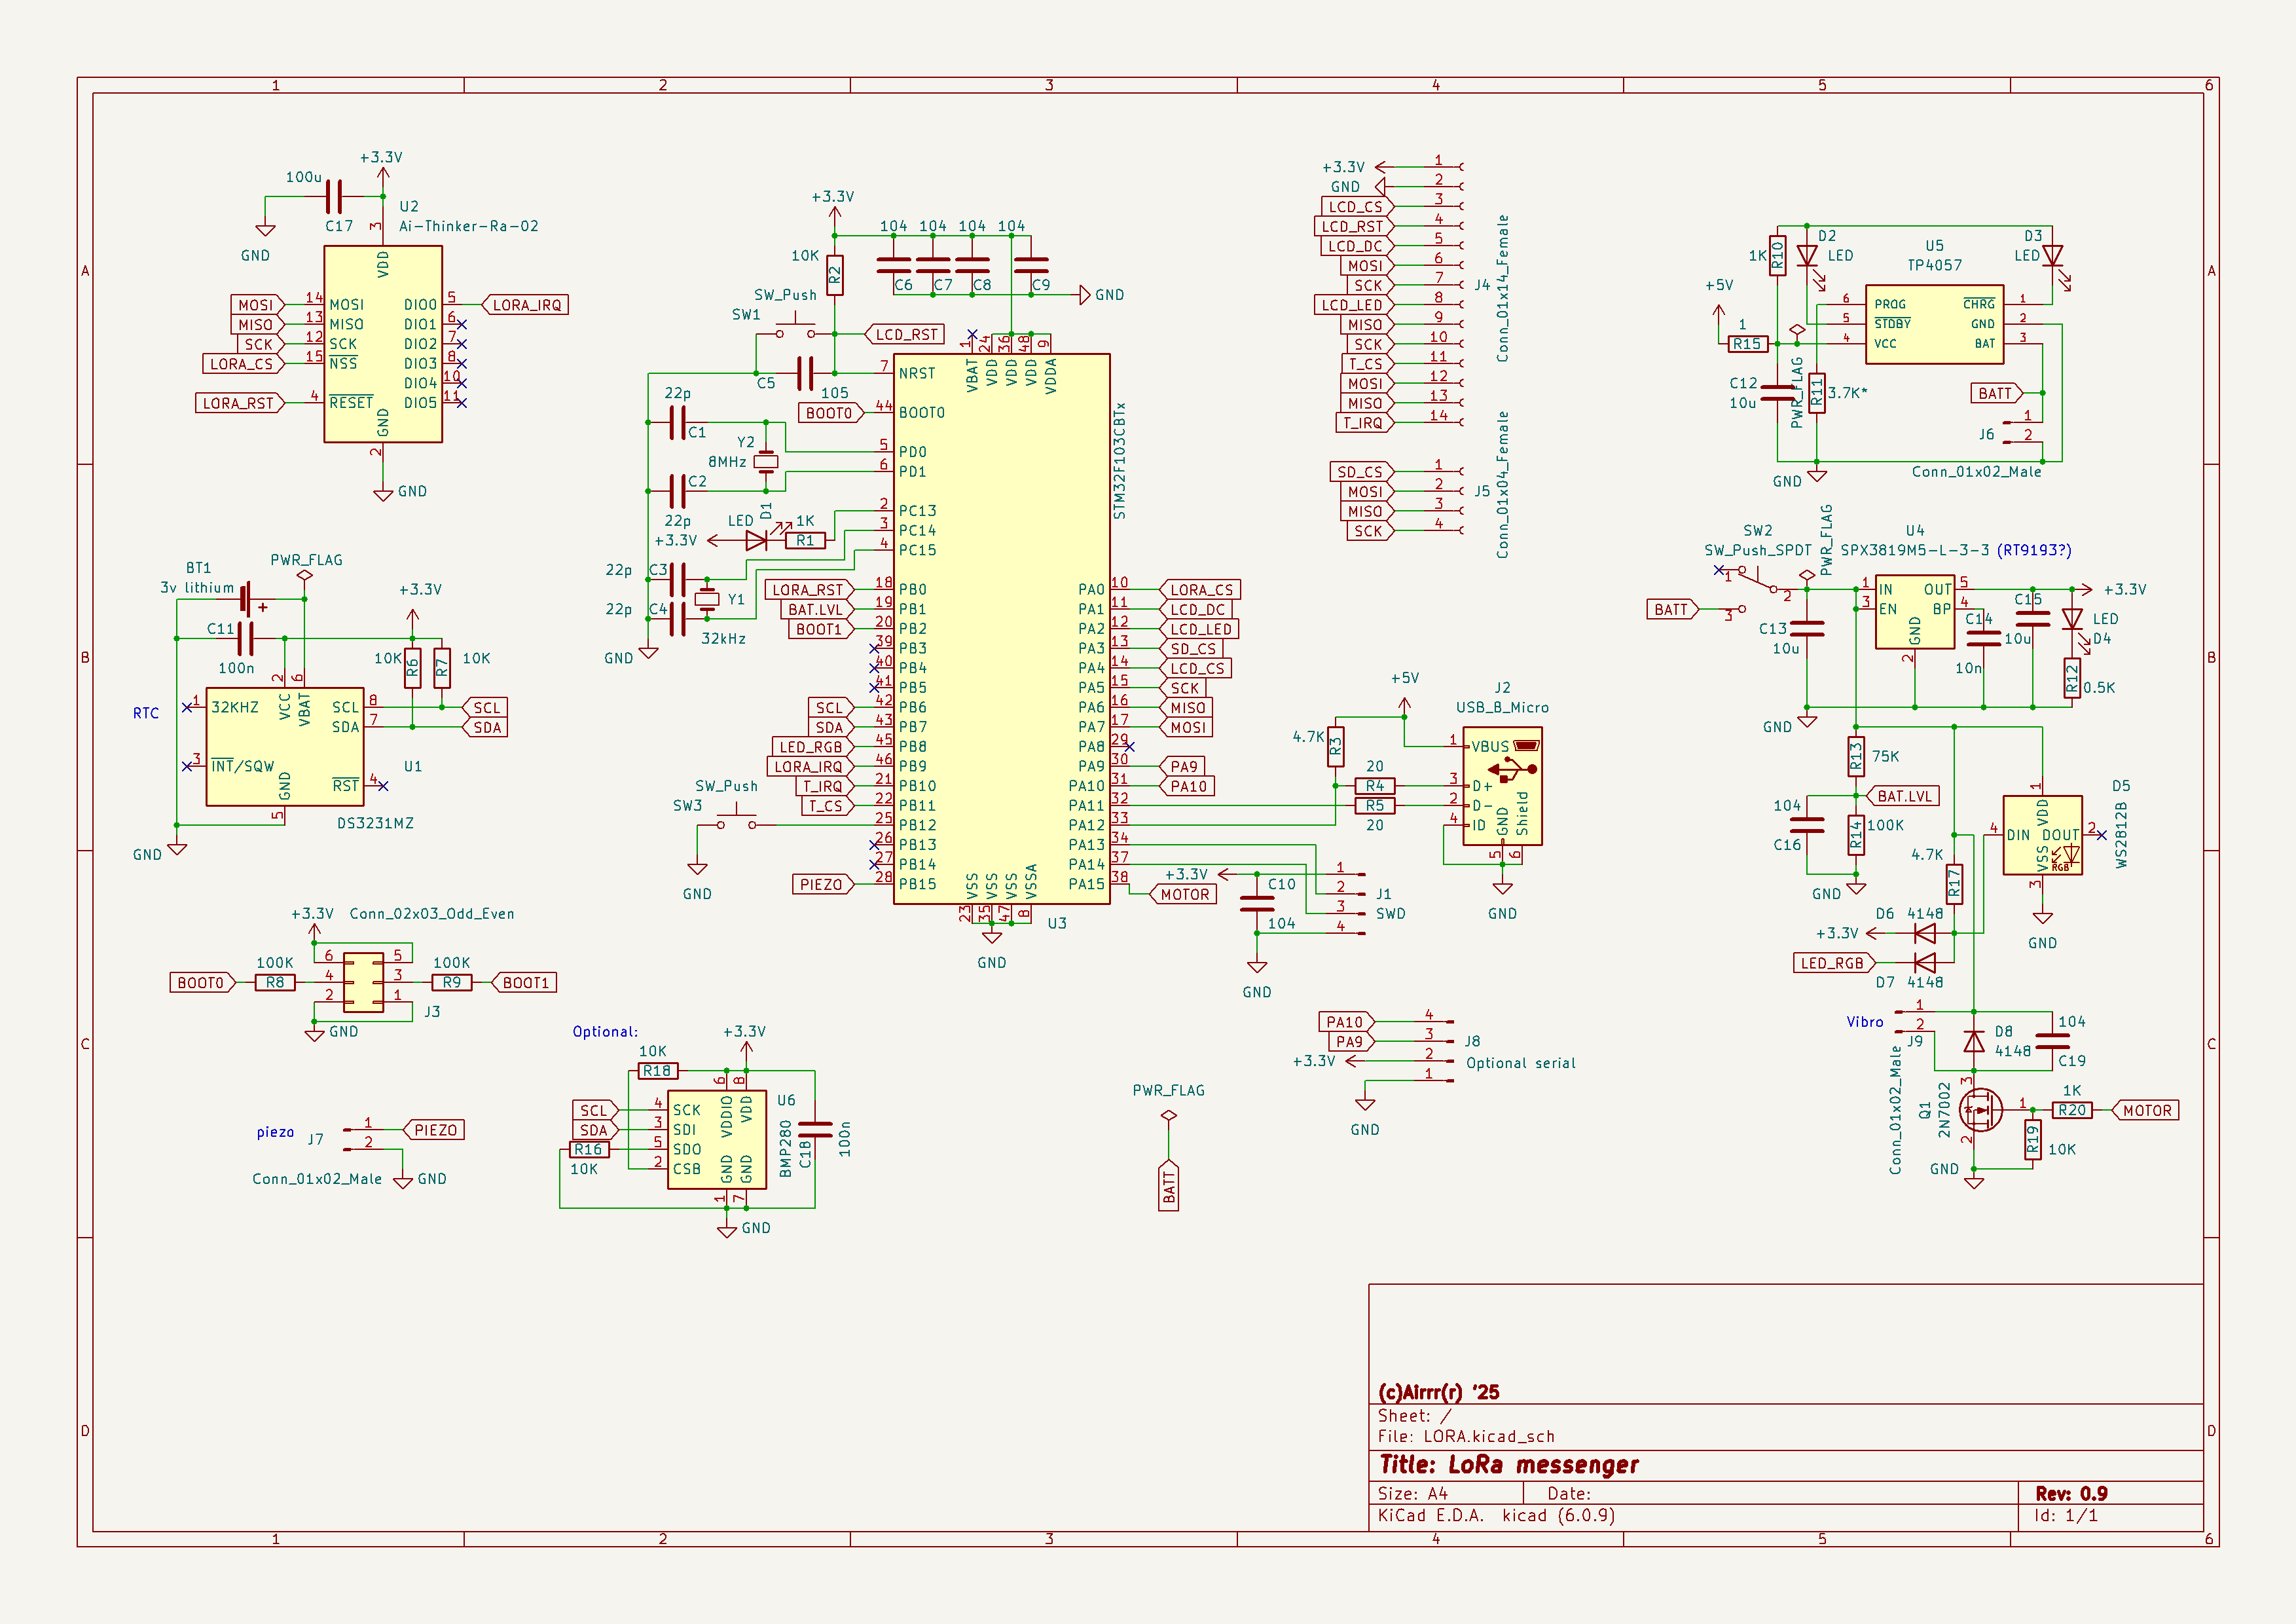 1 2 3 4 5 6
A
B
C
D
+3.3V
100u
C17
GND
U2
Ai-Thinker-Ra-02
3
VDD
MOSI 14 MOSI DIO0 5 LORA_IRQ
MISO 13 MISO DIO1 6
SCK 12 SCK DIO2 7
LORA_CS 15 NSS DIO3 8
DIO4 10
LORA_RST 4 RESET DIO5 11
GND
2
GND
BT1
3v lithium
+
PWR_FLAG
+3.3V
C11
100n
10K R6 R7 10K
2 6
VCC VBAT
RTC
1 32KHZ SCL 8 SCL
SDA 7 SDA
3 INT/SQW U1
GND RST 4
5
DS3231MZ
GND
+3.3V Conn_02x03_Odd_Even
6 5
BOOT0 100K R8 4 3 100K R9 BOOT1
2 1
J3
GND
piezo J7 1 PIEZO
2
Conn_01x02_Male GND
Optional:
+3.3V
10K
R18
6 8
VDDIO VDD
U6
SCL 4 SCK
SDA 3 SDI
R16 5 SDO
10K 2 CSB
GND GND
1 7
BMP280
C18
100n
GND
+3.3V
10K R2
104 104 104 104
C6 C7 C8 C9
GND
SW_Push
SW1
LCD_RST
C5
105
1 24 36 48 9
VBAT VDD VDD VDD VDDA
7 NRST
BOOT0 44 BOOT0
22p
C1
Y2
8MHz
C2
22p
5 PD0
6 PD1
2 PC13
3 PC14
4 PC15
LED D1 1K
+3.3V R1
22p C3
22p C4
Y1
32kHz
GND
LORA_RST 18 PB0
BAT.LVL 19 PB1
BOOT1 20 PB2
39 PB3
40 PB4
41 PB5
SCL 42 PB6
SDA 43 PB7
LED_RGB 45 PB8
LORA_IRQ 46 PB9
T_IRQ 21 PB10
T_CS 22 PB11
25 PB12
26 PB13
27 PB14
PIEZO 28 PB15
SW_Push
SW3
GND
STM32F103CBTx
PA0 10 LORA_CS
PA1 11 LCD_DC
PA2 12 LCD_LED
PA3 13 SD_CS
PA4 14 LCD_CS
PA5 15 SCK
PA6 16 MISO
PA7 17 MOSI
PA8 29
PA9 30 PA9
PA10 31 PA10
PA11 32
PA12 33
PA13 34
PA14 37
PA15 38 MOTOR
VSS VSS VSS VSSA
23 35 47 8
U3
GND
+3.3V 1
GND 2
LCD_CS 3
LCD_RST 4
LCD_DC 5
MOSI 6
SCK 7
LCD_LED 8
MISO 9
SCK 10
T_CS 11
MOSI 12
MISO 13
T_IRQ 14
J4
Conn_01x14_Female
SD_CS 1
MOSI 2
MISO 3
SCK 4
J5
Conn_01x04_Female
+5V
4.7K R3
20
R4
R5
20
J2
USB_B_Micro
1 VBUS
3 D+
2 D-
4 ID
GND Shield
5 6
GND
+3.3V C10 1
2 J1
3 SWD
104 4
GND
PA10 4
PA9 3 J8
+3.3V 2 Optional serial
1
GND
PWR_FLAG
BATT
+5V
1
R15
1K R10
D2
LED
U5
TP4057
D3
LED
6 PROG CHRG 1
5 STDBY GND 2
4 VCC BAT 3
C12
10u
PWR_FLAG
R11 3.7K*
BATT
1
J6 2
Conn_01x02_Male
GND
SW2
SW_Push_SPDT
PWR_FLAG
U4
SPX3819M5-L-3-3 (RT9193?)
1
2
BATT 3
C13
10u
1 IN OUT 5
3 EN BP 4
GND
2
C14
10n
C15
10u
+3.3V
LED
D4
R12 0.5K
GND
R13 75K
BAT.LVL
104
C16
R14 100K
GND
4.7K
R17
D5
1
VDD
4 DIN DOUT 2
VSS RGB
3
WS2812B
GND
D6 4148
+3.3V
LED_RGB
D7 4148
Vibro 1
2
J9
Conn_01x02_Male
D8
4148
104
C19
3
Q1
2N7002
1
2
1K
R20 MOTOR
R19
10K
GND
(c)Airrr(r) '25
Sheet: /
File: LORA.kicad_sch
Title: LoRa messenger
Size: A4 Date: Rev: 0.9
KiCad E.D.A. kicad (6.0.9) Id: 1/1
A
B
C
D
1 2 3 4 5 6